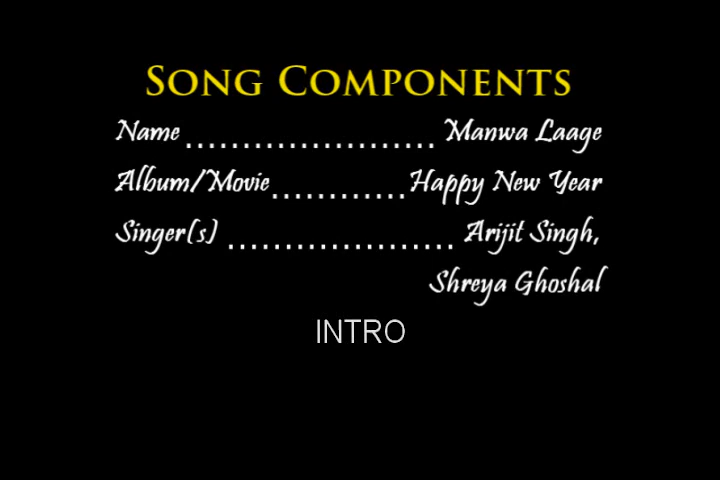 SONG COMPONENTS
Name ...................... Manwa Laage
Album/Movie............Happy New Year
Singer(s) .................... Arijit Singh,
Shreya Ghoshal
INTRO